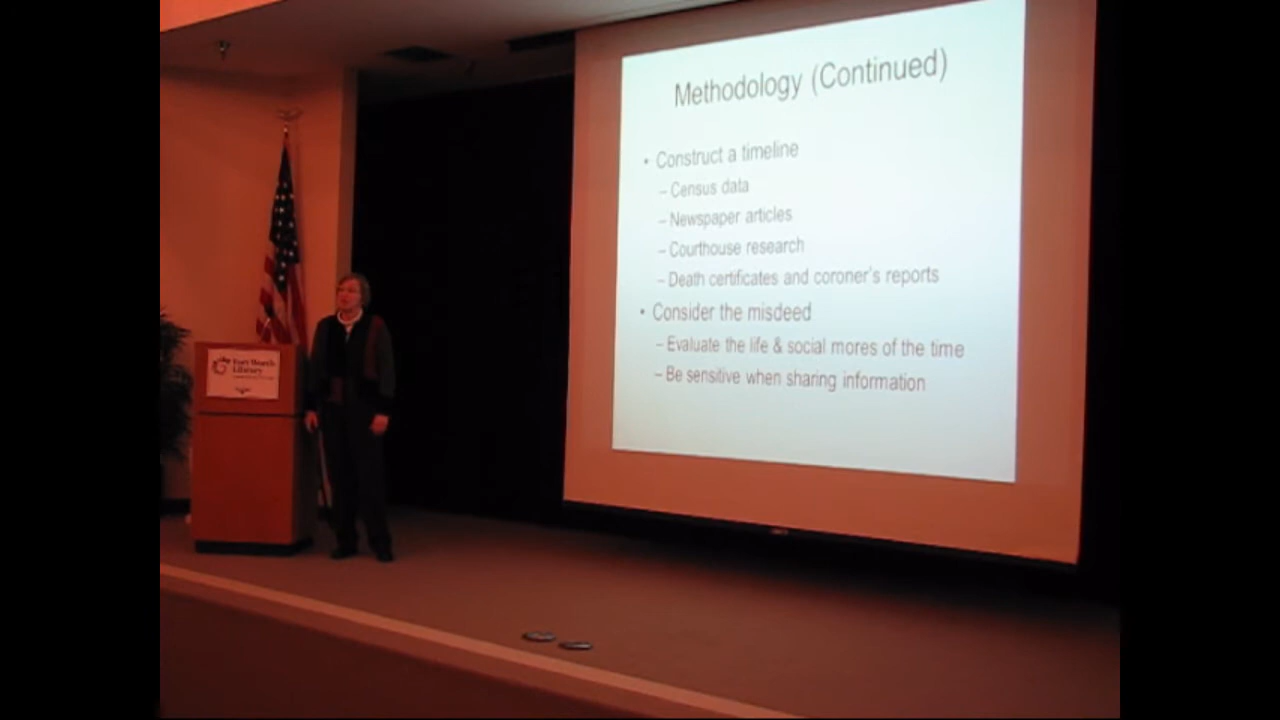 Methodology (Continued)
• Construct a timeline
– Census data
– Newspaper articles
– Courthouse research
– Death certificates and coroner's reports
• Consider the misdeed
– Evaluate the life & social mores of the time
– Be sensitive when sharing information
Fort Worth
Library